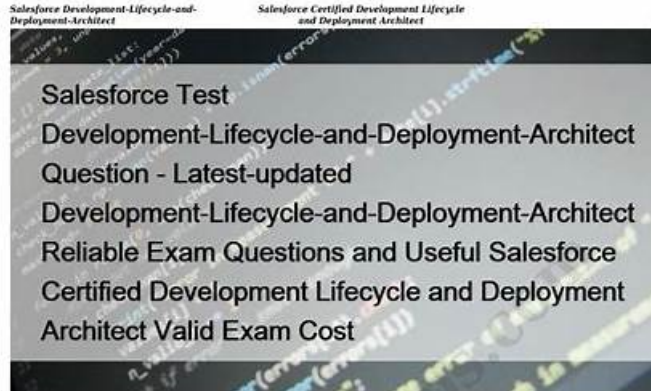 Salesforce Development-Lifecycle-and-
Deployment-Architect
Salesforce Certified Development Lifecycle
and Deployment Architect
Salesforce Test
Development-Lifecycle-and-Deployment-Architect
Question - Latest-updated
Development-Lifecycle-and-Deployment-Architect
Reliable Exam Questions and Useful Salesforce
Certified Development Lifecycle and Deployment
Architect Valid Exam Cost